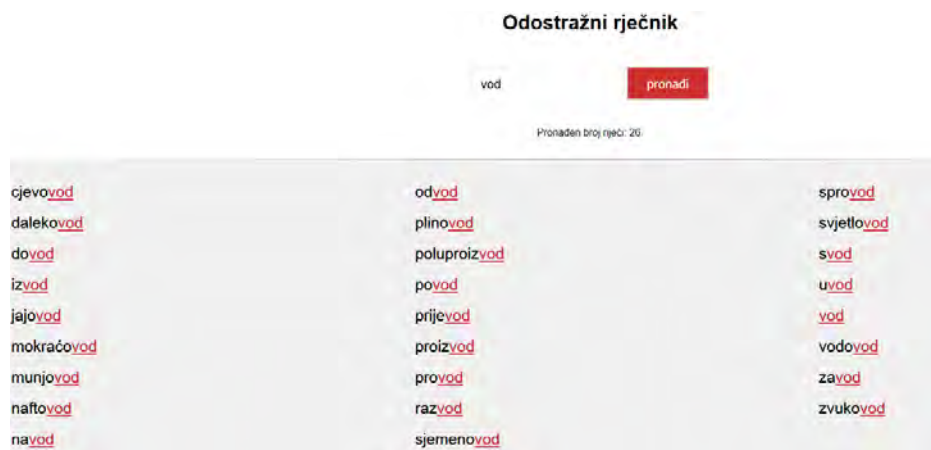 Odostražni rječnik
vod
pronađi
Pronađen broj riječi: 26
cjevovod
dalekovod
dovod
izvod
jajovod
mokraćovod
munjovod
naftovod
navod
odvod
plinovod
poluproizvod
povod
prijevod
proizvod
provod
razvod
sjemenovod
sprovod
svjetlovod
svod
uvod
vod
vodovod
zavod
zvukovod